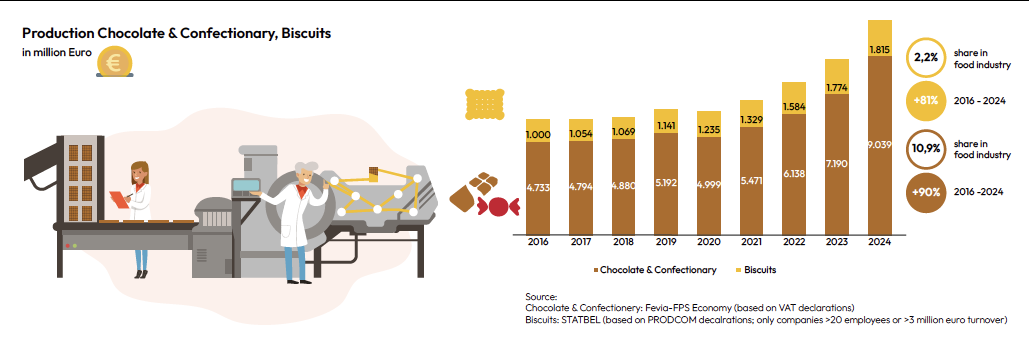 Production Chocolate & Confectionary, Biscuits
in million Euro
€
1.000 1.054 1.069 1.141 1.235 1.329 1.584 1.774 1.815
4.733 4.794 4.880 5.192 4.999 5.471 6.138 7.190 9.039
2016 2017 2018 2019 2020 2021 2022 2023 2024
Chocolate & Confectionary Biscuits
2,2% share in
food industry
+81% 2016 - 2024
10,9% share in
food industry
+90% 2016 -2024
Source:
Chocolate & Confectionery: Fevia-FPS Economy (based on VAT declarations)
Biscuits: STATBEL (based on PRODCOM decalrations; only companies >20 employees or >3 million euro turnover)